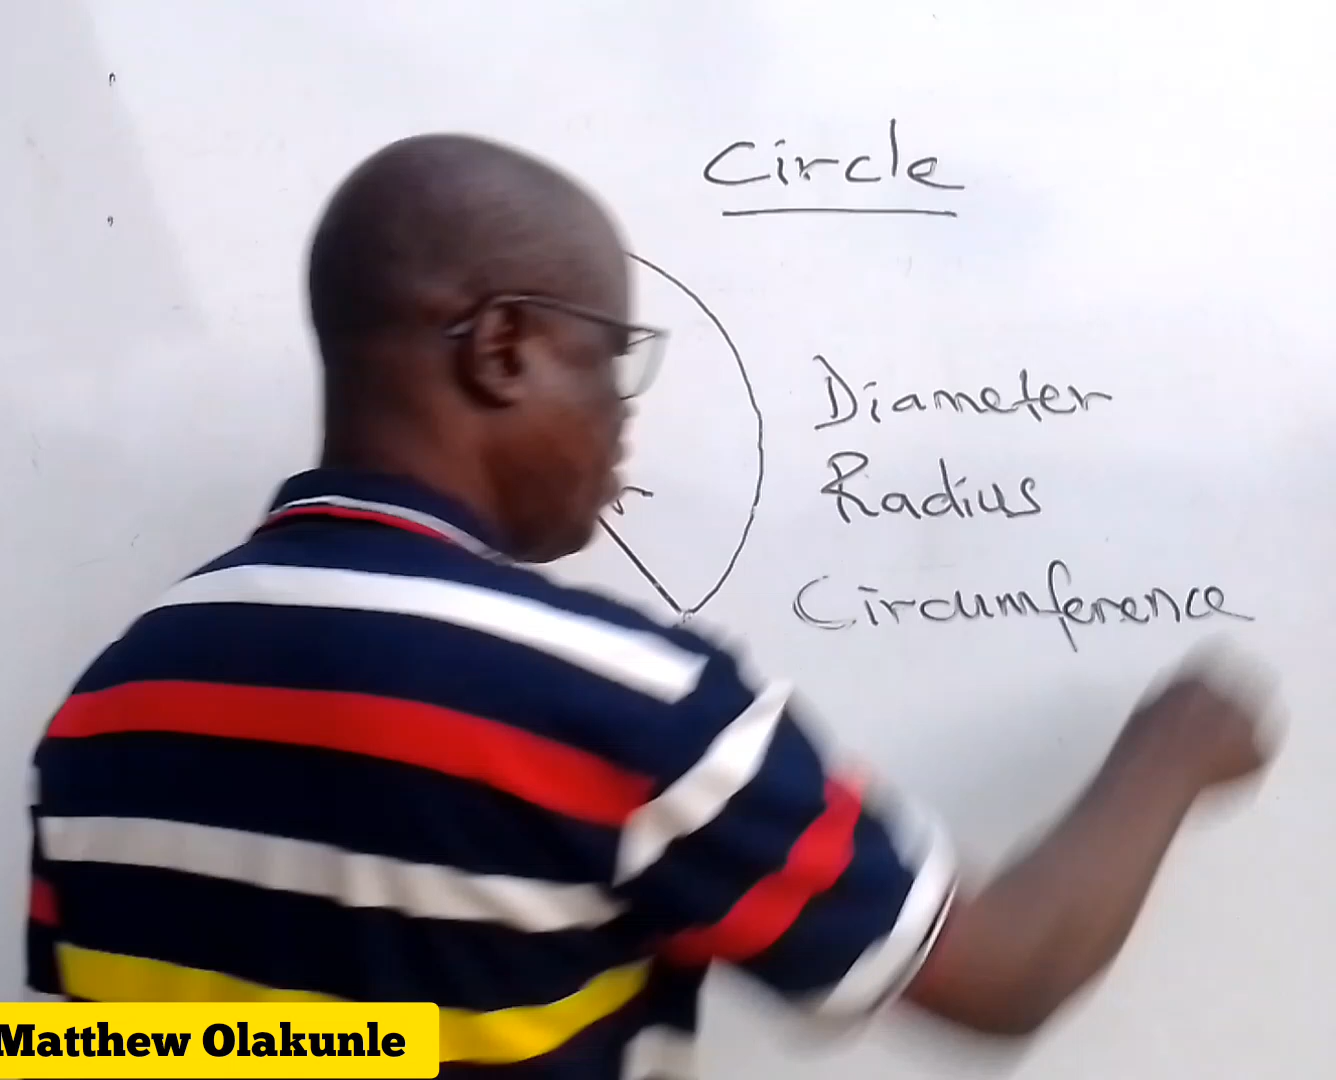 Circle
r
Diameter
Radius
Circumference
Matthew Olakunle